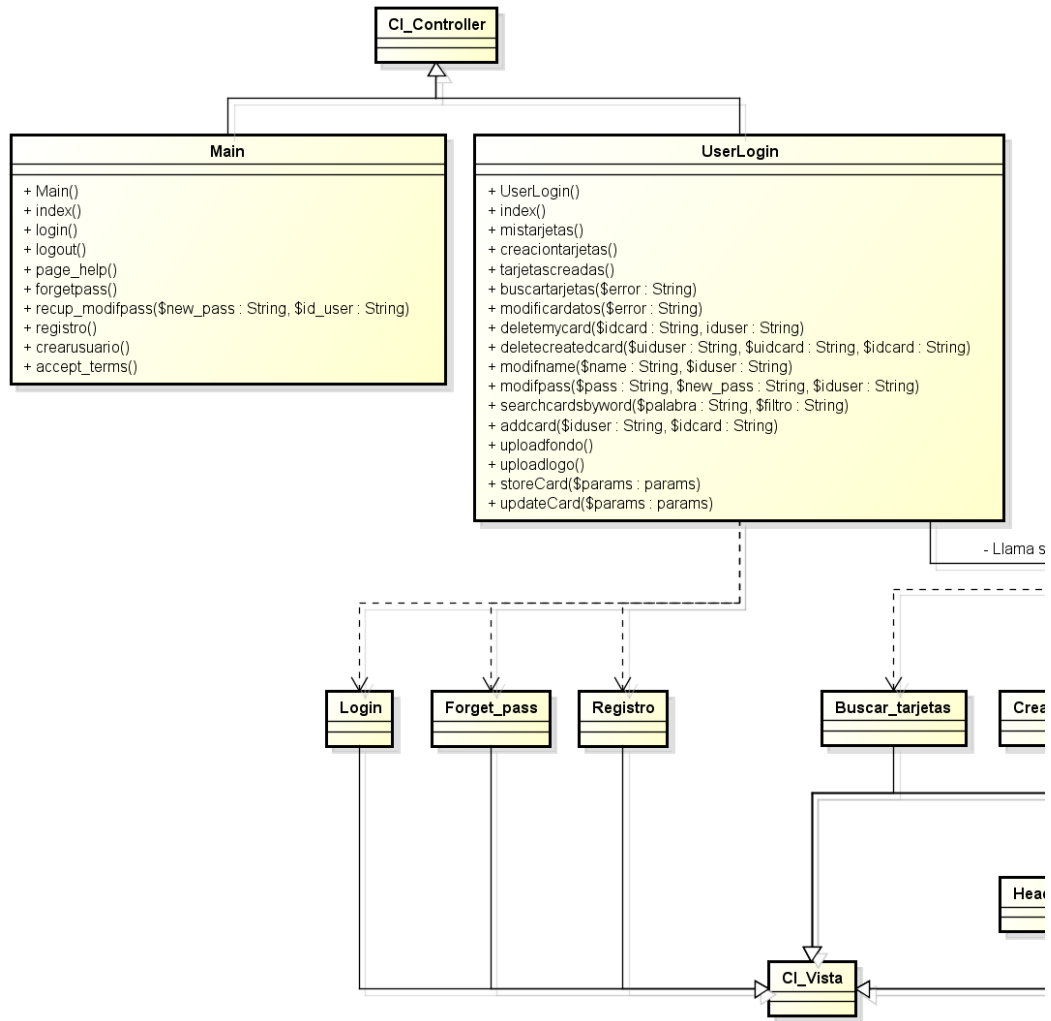 CI_Controller
Main
+ Main()
+ index()
+ login()
+ logout()
+ page_help()
+ forgetpass()
+ recup_modifpass($new_pass : String, $id_user : String)
+ registro()
+ crearusuario()
+ accept_terms()
UserLogin
+ UserLogin()
+ index()
+ mistarjetas()
+ creaciontarjetas()
+ tarjetascreadas()
+ buscartarjetas($error : String)
+ modificardatos($error : String)
+ deletemycard($idcard : String, iduser : String)
+ deletecreatedcard($uiduser : String, $uidcard : String, $idcard : String)
+ modifname($name : String, $iduser : String)
+ modifpass($pass : String, $new_pass : String, $iduser : String)
+ searchcardsbyword($palabra : String, $filtro : String)
+ addcard($iduser : String, $idcard : String)
+ uploadfondo()
+ uploadlogo()
+ storeCard($params : params)
+ updateCard($params : params)
- Llama s
Login
Forget_pass
Registro
Buscar_tarjetas
Crea
Head
CI_Vista